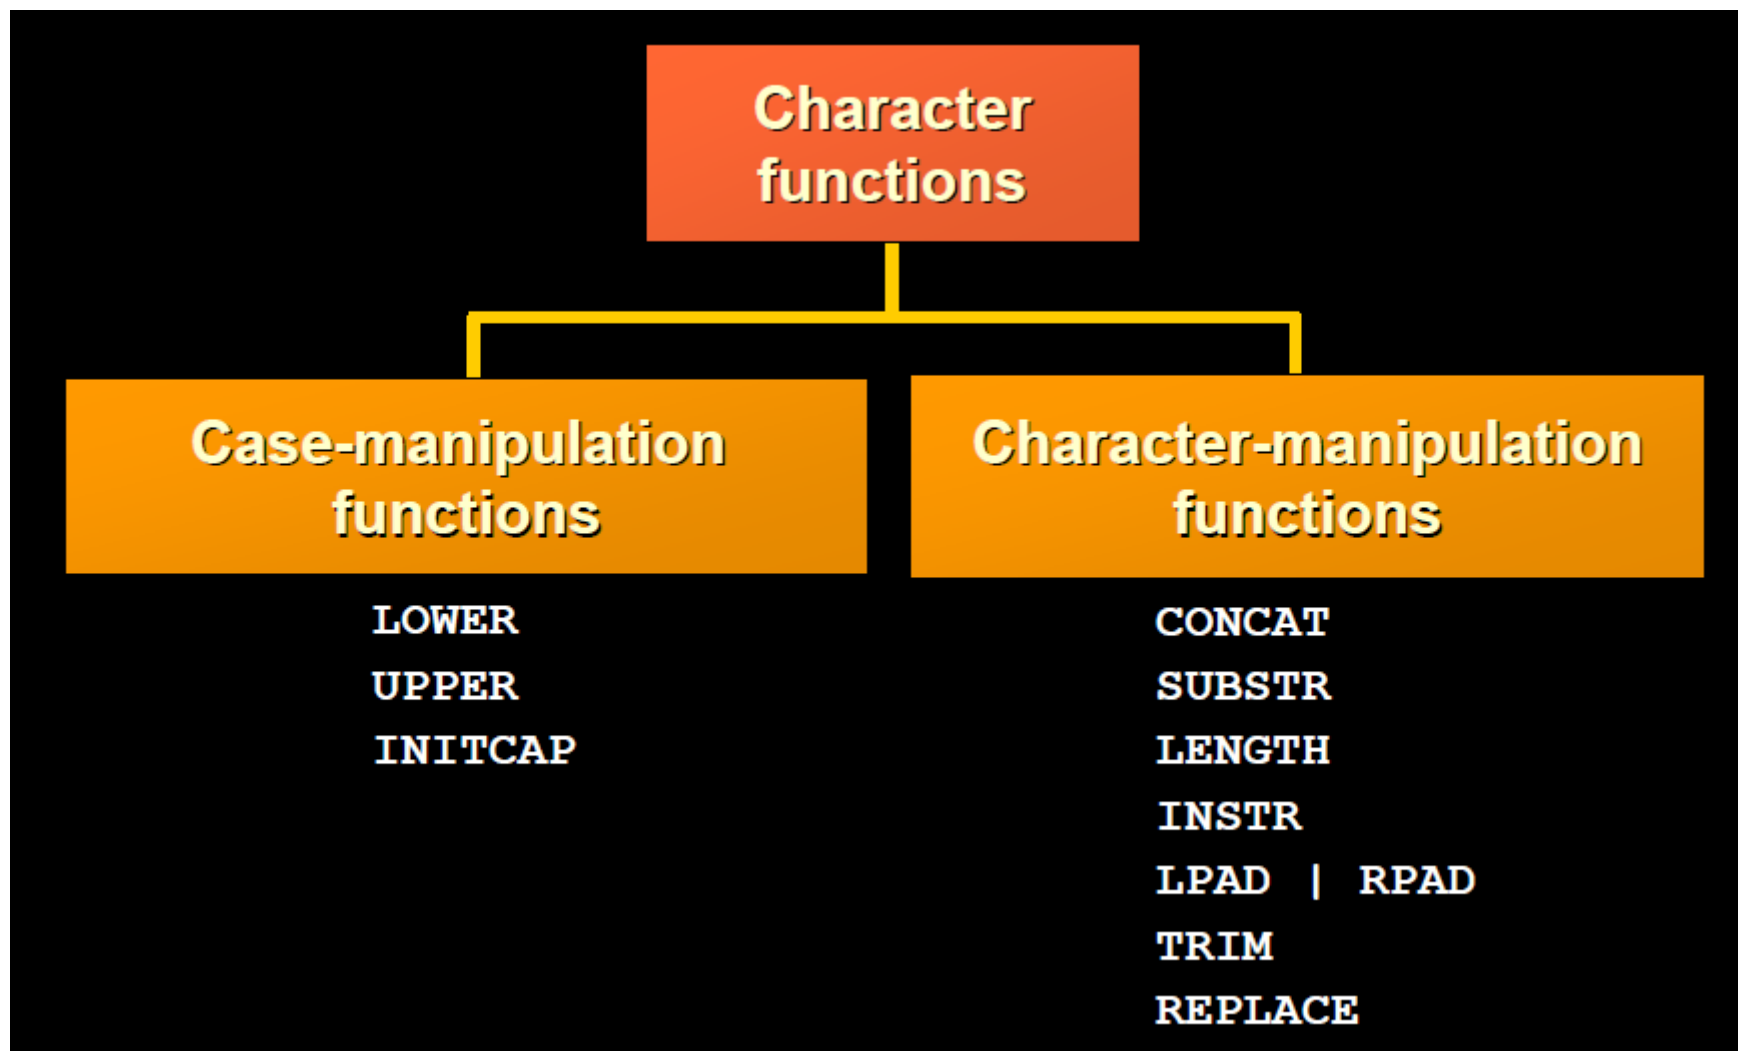 Character
functions
Case-manipulation
functions
Character-manipulation
functions
LOWER
UPPER
INITCAP
CONCAT
SUBSTR
LENGTH
INSTR
LPAD | RPAD
TRIM
REPLACE